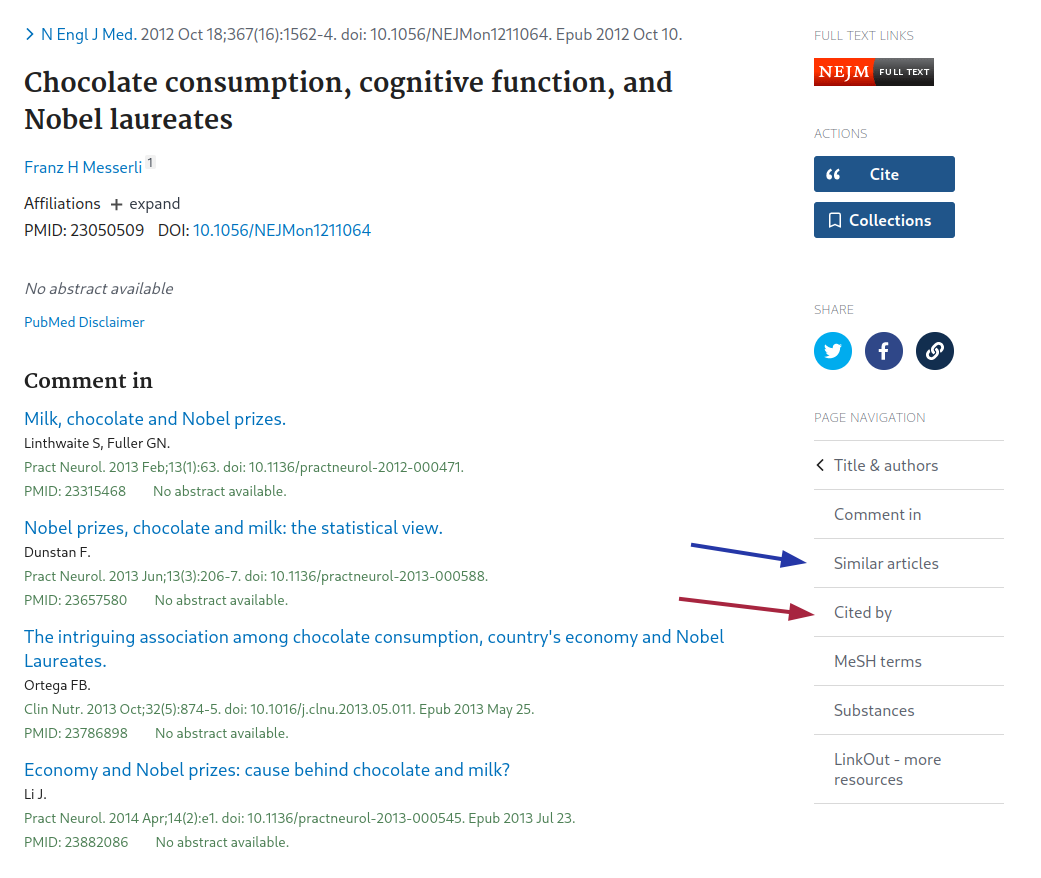 N Engl J Med. 2012 Oct 18;367(16):1562-4. doi: 10.1056/NEJMon1211064. Epub 2012 Oct 10.
Chocolate consumption, cognitive function, and
Nobel laureates
Franz H Messerli 1
Affiliations + expand
PMID: 23050509 DOI: 10.1056/NEJMon1211064
No abstract available
PubMed Disclaimer
Comment in
Milk, chocolate and Nobel prizes.
Linthwaite S, Fuller GN.
Pract Neurol. 2013 Feb;13(1):63. doi: 10.1136/practneurol-2012-000471.
PMID: 23315468 No abstract available.
Nobel prizes, chocolate and milk: the statistical view.
Dunstan F.
Pract Neurol. 2013 Jun;13(3):206-7. doi: 10.1136/practneurol-2013-000588.
PMID: 23657580 No abstract available.
The intriguing association among chocolate consumption, country's economy and Nobel
Laureates.
Ortega FB.
Clin Nutr. 2013 Oct;32(5):874-5. doi: 10.1016/j.clnu.2013.05.011. Epub 2013 May 25.
PMID: 23786898 No abstract available.
Economy and Nobel prizes: cause behind chocolate and milk?
Li J.
Pract Neurol. 2014 Apr;14(2):e1. doi: 10.1136/practneurol-2013-000545. Epub 2013 Jul 23.
PMID: 23882086 No abstract available.
FULL TEXT LINKS
NEJM FULL TEXT
ACTIONS
Cite
Collections
SHARE
PAGE NAVIGATION
Title & authors
Comment in
Similar articles
Cited by
MeSH terms
Substances
LinkOut - more
resources